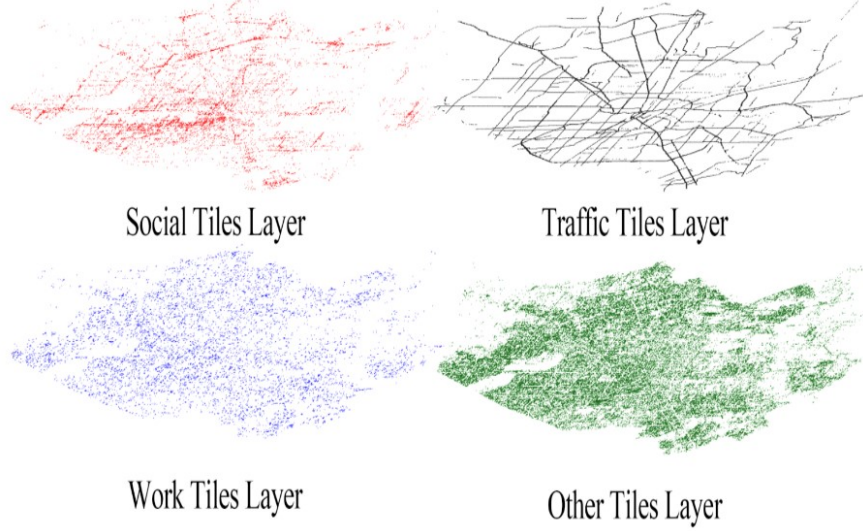 Social Tiles Layer
Traffic Tiles Layer
Work Tiles Layer
Other Tiles Layer